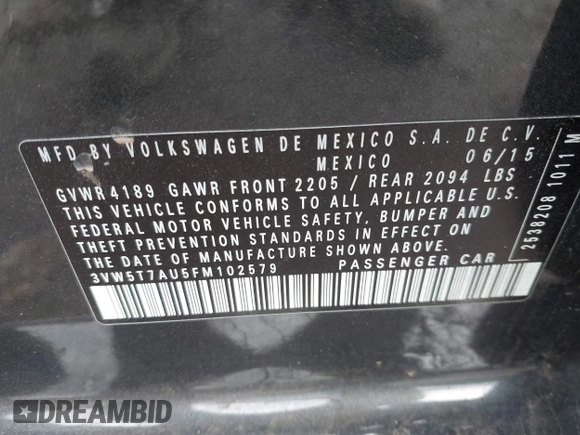 MFD BY VOLKSWAGEN DE MEXICO S.A. DE C.V.
MEXICO 06/15
GVWR 4189 GAWR FRONT 2205 / REAR 2094 LBS
THIS VEHICLE CONFORMS TO ALL APPLICABLE U.S.
FEDERAL MOTOR VEHICLE SAFETY, BUMPER AND
THEFT PREVENTION STANDARDS IN EFFECT ON
THE DATE OF MANUFACTURE SHOWN ABOVE.
3VW5T7AU5FM102579 PASSENGER CAR
2538208 1011 M
DREAMBID